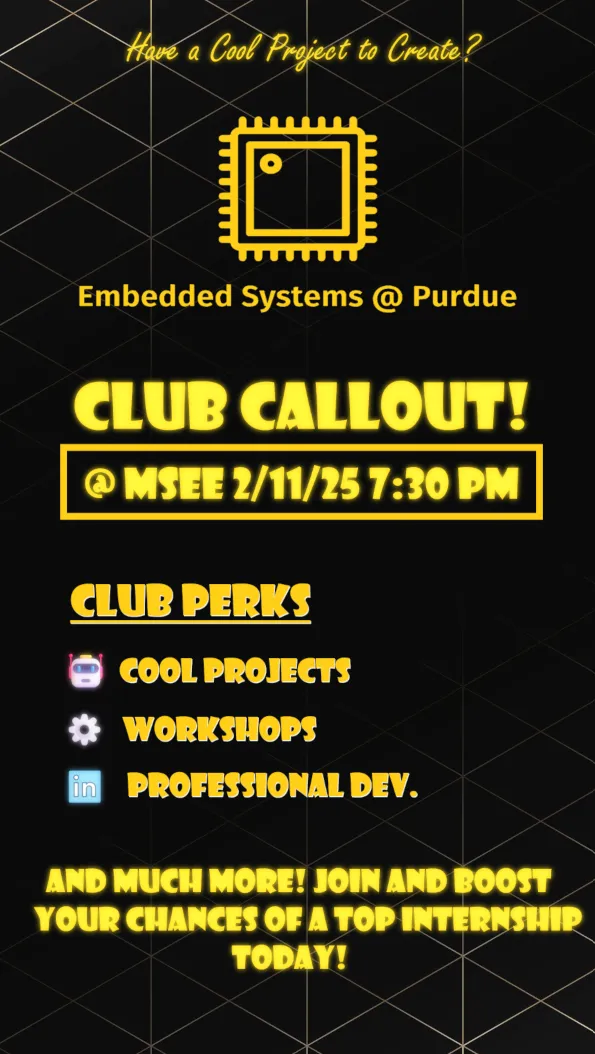 Have a Cool Project to Create?
Embedded Systems @ Purdue
CLUB CALLOUT!
@ MSEE 2/11/25 7:30 PM
CLUB PERKS
COOL PROJECTS
WORKSHOPS
in PROFESSIONAL DEV.
AND MUCH MORE! JOIN AND BOOST
YOUR CHANCES OF A TOP INTERNSHIP
TODAY!